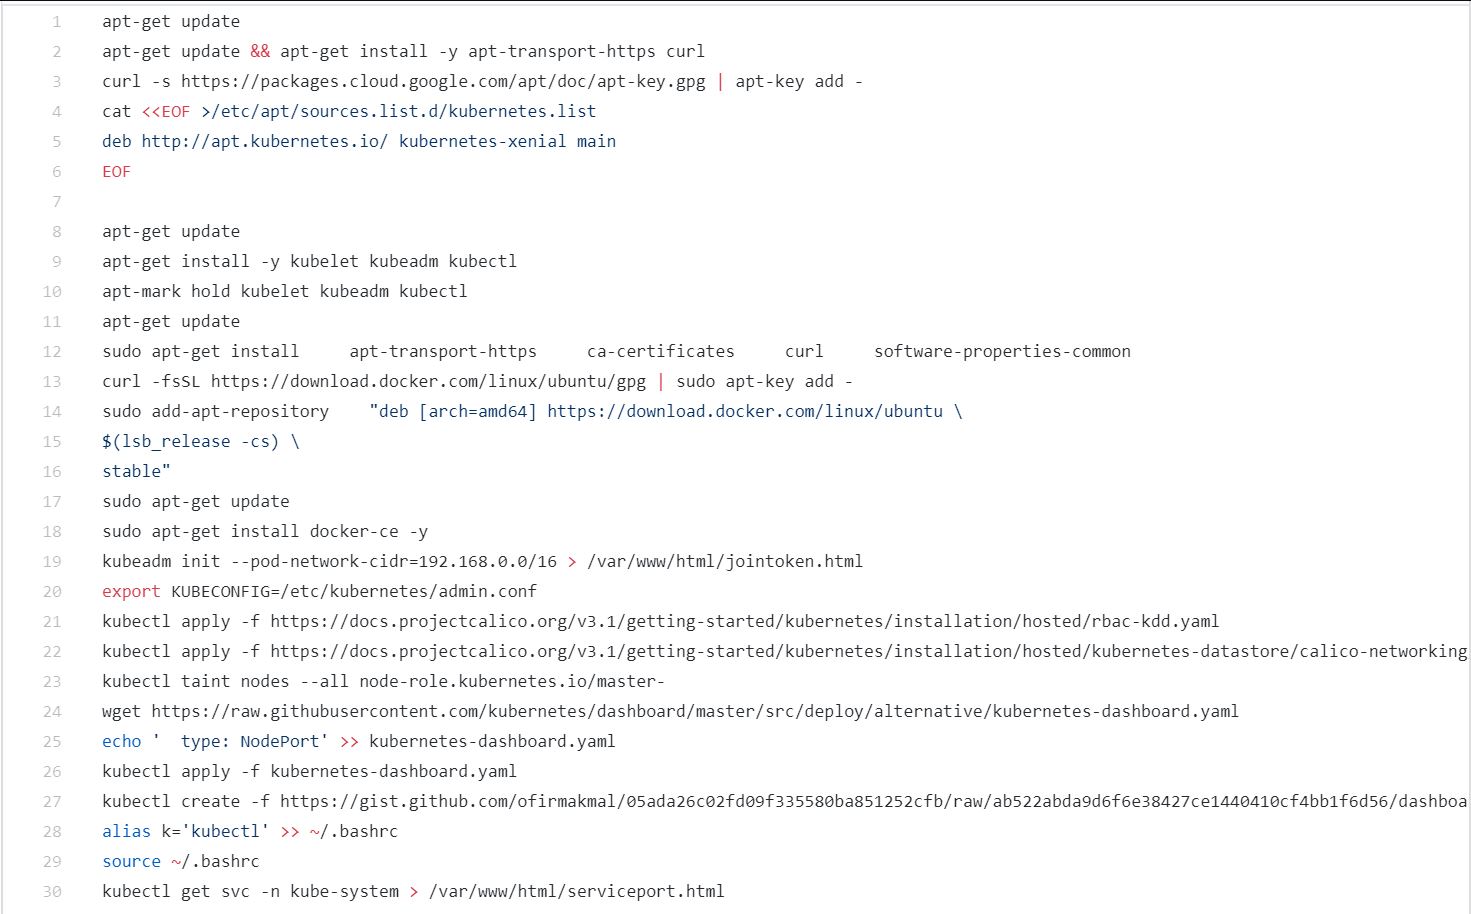 1 apt-get update
2 apt-get update && apt-get install -y apt-transport-https curl
3 curl -s https://packages.cloud.google.com/apt/doc/apt-key.gpg | apt-key add -
4 cat <<EOF >/etc/apt/sources.list.d/kubernetes.list
5 deb http://apt.kubernetes.io/ kubernetes-xenial main
6 EOF
7
8 apt-get update
9 apt-get install -y kubelet kubeadm kubectl
10 apt-mark hold kubelet kubeadm kubectl
11 apt-get update
12 sudo apt-get install     apt-transport-https     ca-certificates     curl     software-properties-common
13 curl -fsSL https://download.docker.com/linux/ubuntu/gpg | sudo apt-key add -
14 sudo add-apt-repository    "deb [arch=amd64] https://download.docker.com/linux/ubuntu \
15 $(lsb_release -cs) \
16 stable"
17 sudo apt-get update
18 sudo apt-get install docker-ce -y
19 kubeadm init --pod-network-cidr=192.168.0.0/16 > /var/www/html/jointoken.html
20 export KUBECONFIG=/etc/kubernetes/admin.conf
21 kubectl apply -f https://docs.projectcalico.org/v3.1/getting-started/kubernetes/installation/hosted/rbac-kdd.yaml
22 kubectl apply -f https://docs.projectcalico.org/v3.1/getting-started/kubernetes/installation/hosted/kubernetes-datastore/calico-networking
23 kubectl taint nodes --all node-role.kubernetes.io/master-
24 wget https://raw.githubusercontent.com/kubernetes/dashboard/master/src/deploy/alternative/kubernetes-dashboard.yaml
25 echo '  type: NodePort' >> kubernetes-dashboard.yaml
26 kubectl apply -f kubernetes-dashboard.yaml
27 kubectl create -f https://gist.github.com/ofirmakmal/05ada26c02fd09f335580ba851252cfb/raw/ab522abda9d6f6e38427ce1440410cf4bb1f6d56/dashboa
28 alias k='kubectl' >> ~/.bashrc
29 source ~/.bashrc
30 kubectl get svc -n kube-system > /var/www/html/serviceport.html